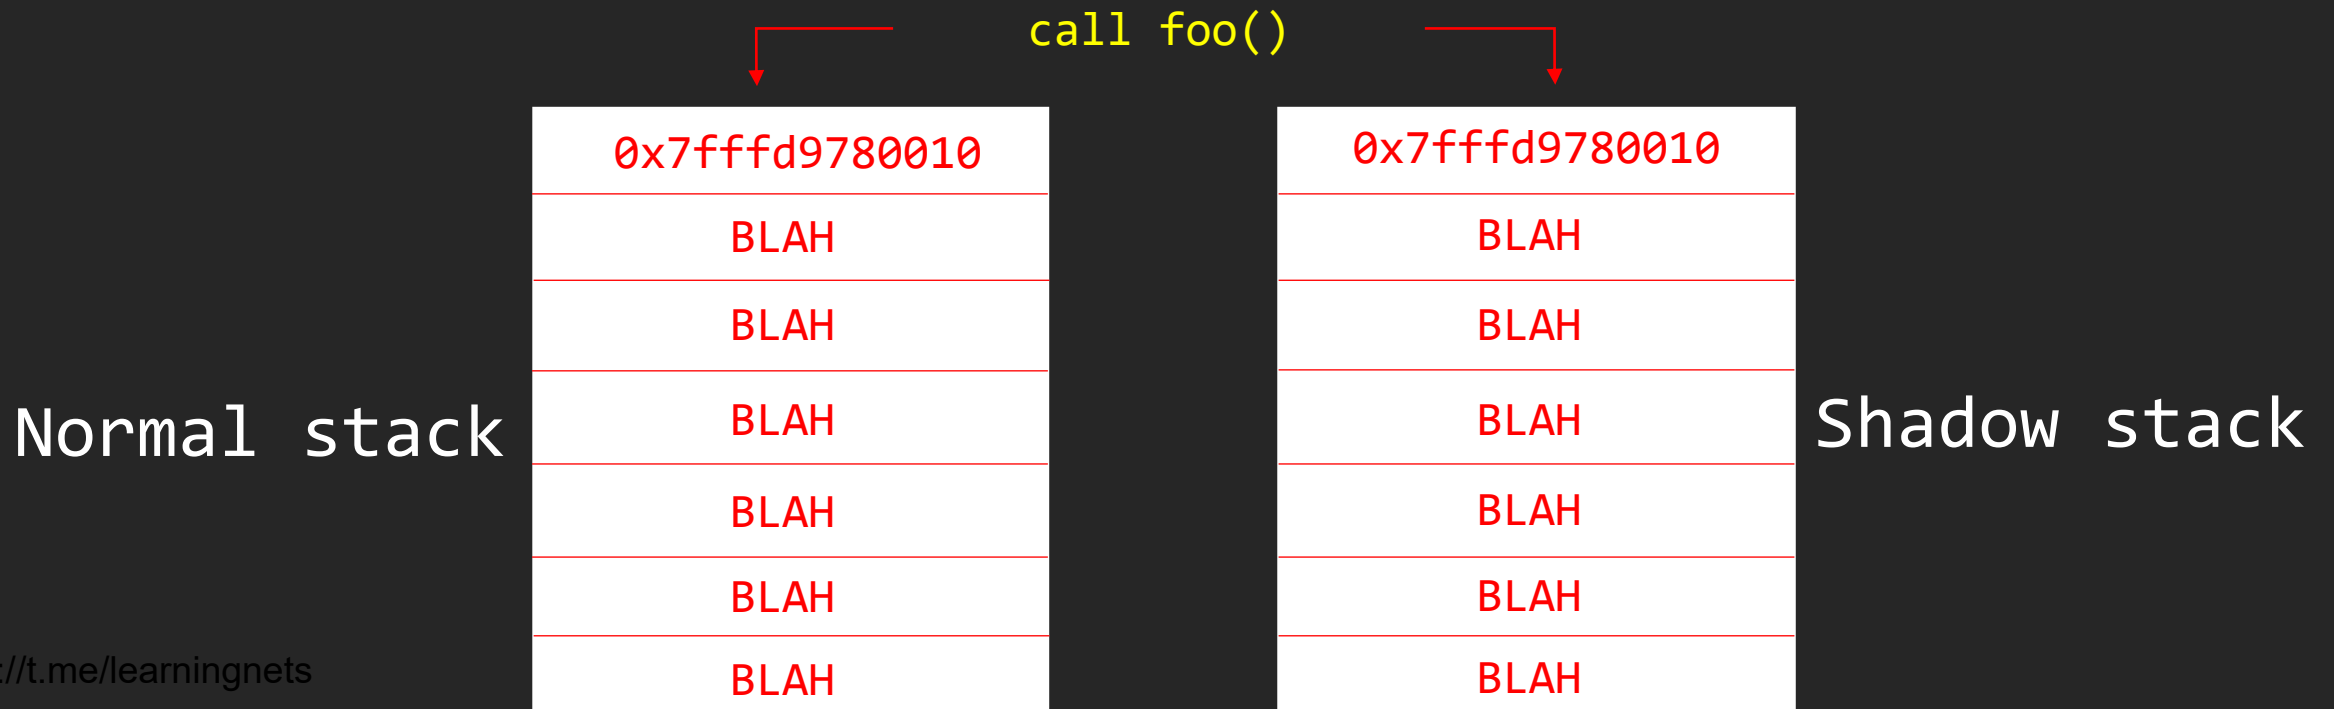 call foo()
0x7fffd9780010
BLAH
BLAH
BLAH
BLAH
BLAH
BLAH
Normal stack
0x7fffd9780010
BLAH
BLAH
BLAH
BLAH
BLAH
BLAH
Shadow stack
://t.me/learningnets